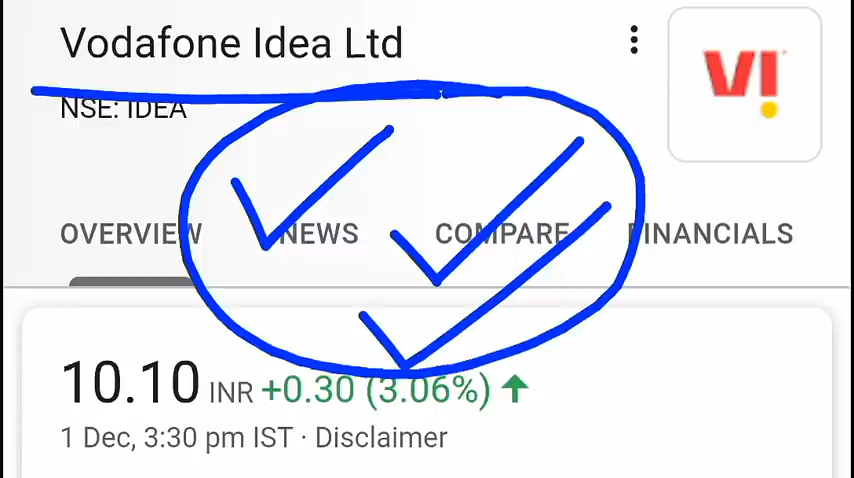 Vodafone Idea Ltd
VI
NSE: IDEA
OVERVIEW NEWS COMPARE FINANCIALS
10.10 INR +0.30 (3.06%)
1 Dec, 3:30 pm IST · Disclaimer